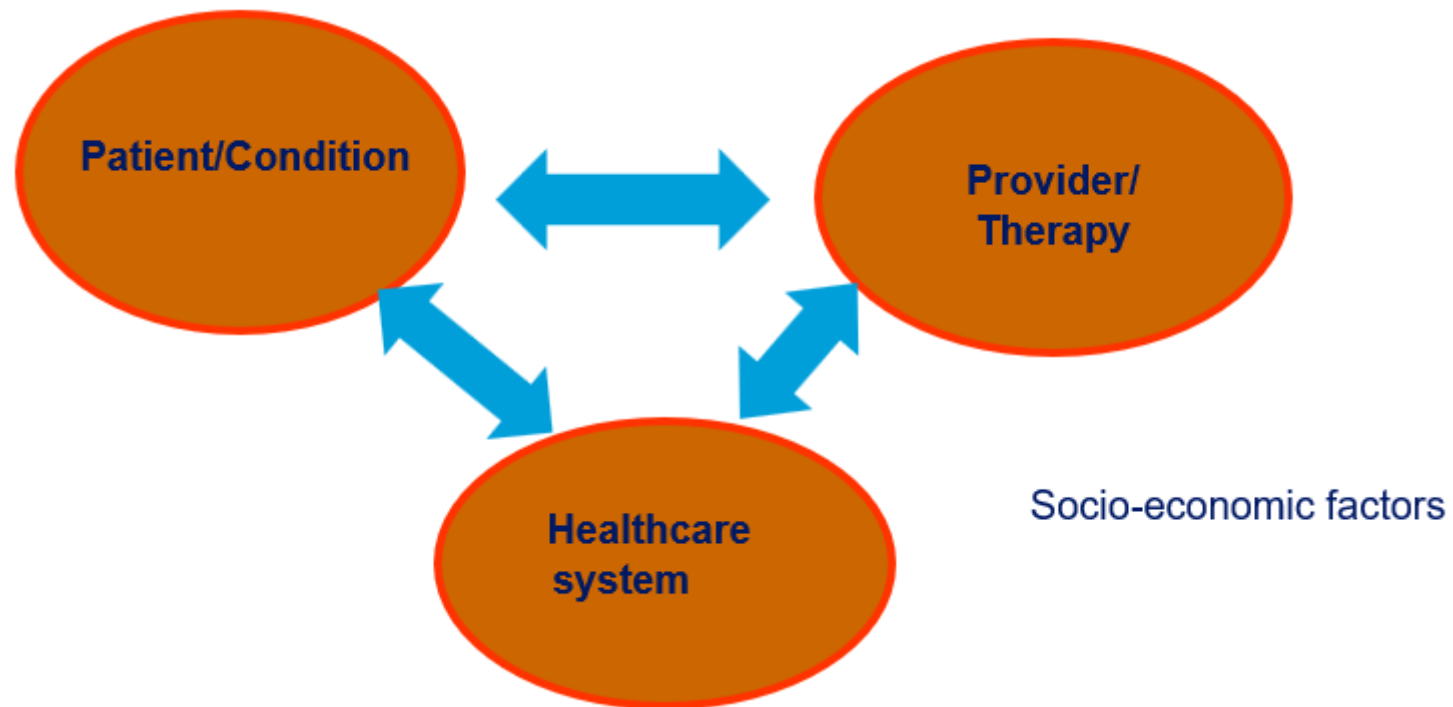 Patient/Condition
Provider/
Therapy
Healthcare
system
Socio-economic factors